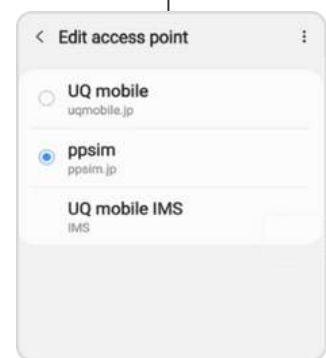 Edit access point
UQ mobile
uqmobile.jp
ppsim
ppsim.jp
UQ mobile IMS
IMS